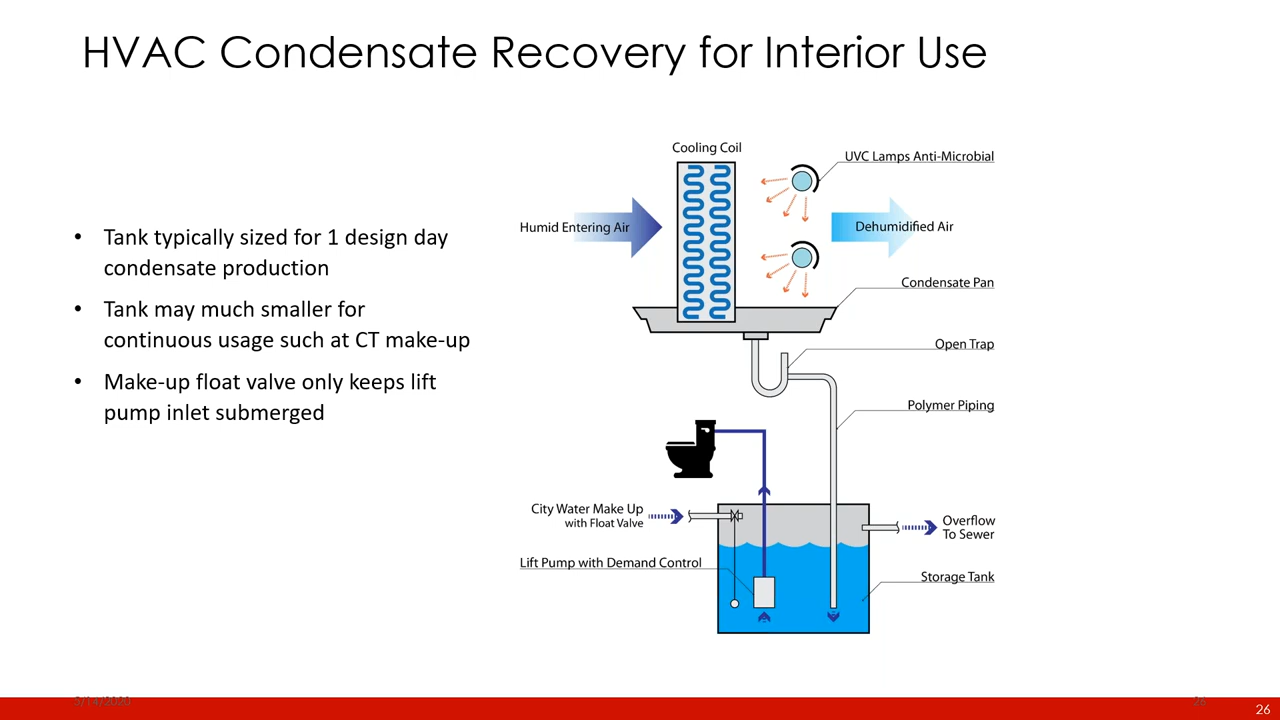 HVAC Condensate Recovery for Interior Use
• Tank typically sized for 1 design day
condensate production
• Tank may much smaller for
continuous usage such at CT make-up
• Make-up float valve only keeps lift
pump inlet submerged
Cooling Coil
UVC Lamps Anti-Microbial
Humid Entering Air
Dehumidified Air
Condensate Pan
Open Trap
Polymer Piping
City Water Make Up
with Float Valve
Overflow
To Sewer
Lift Pump with Demand Control
Storage Tank
26
26